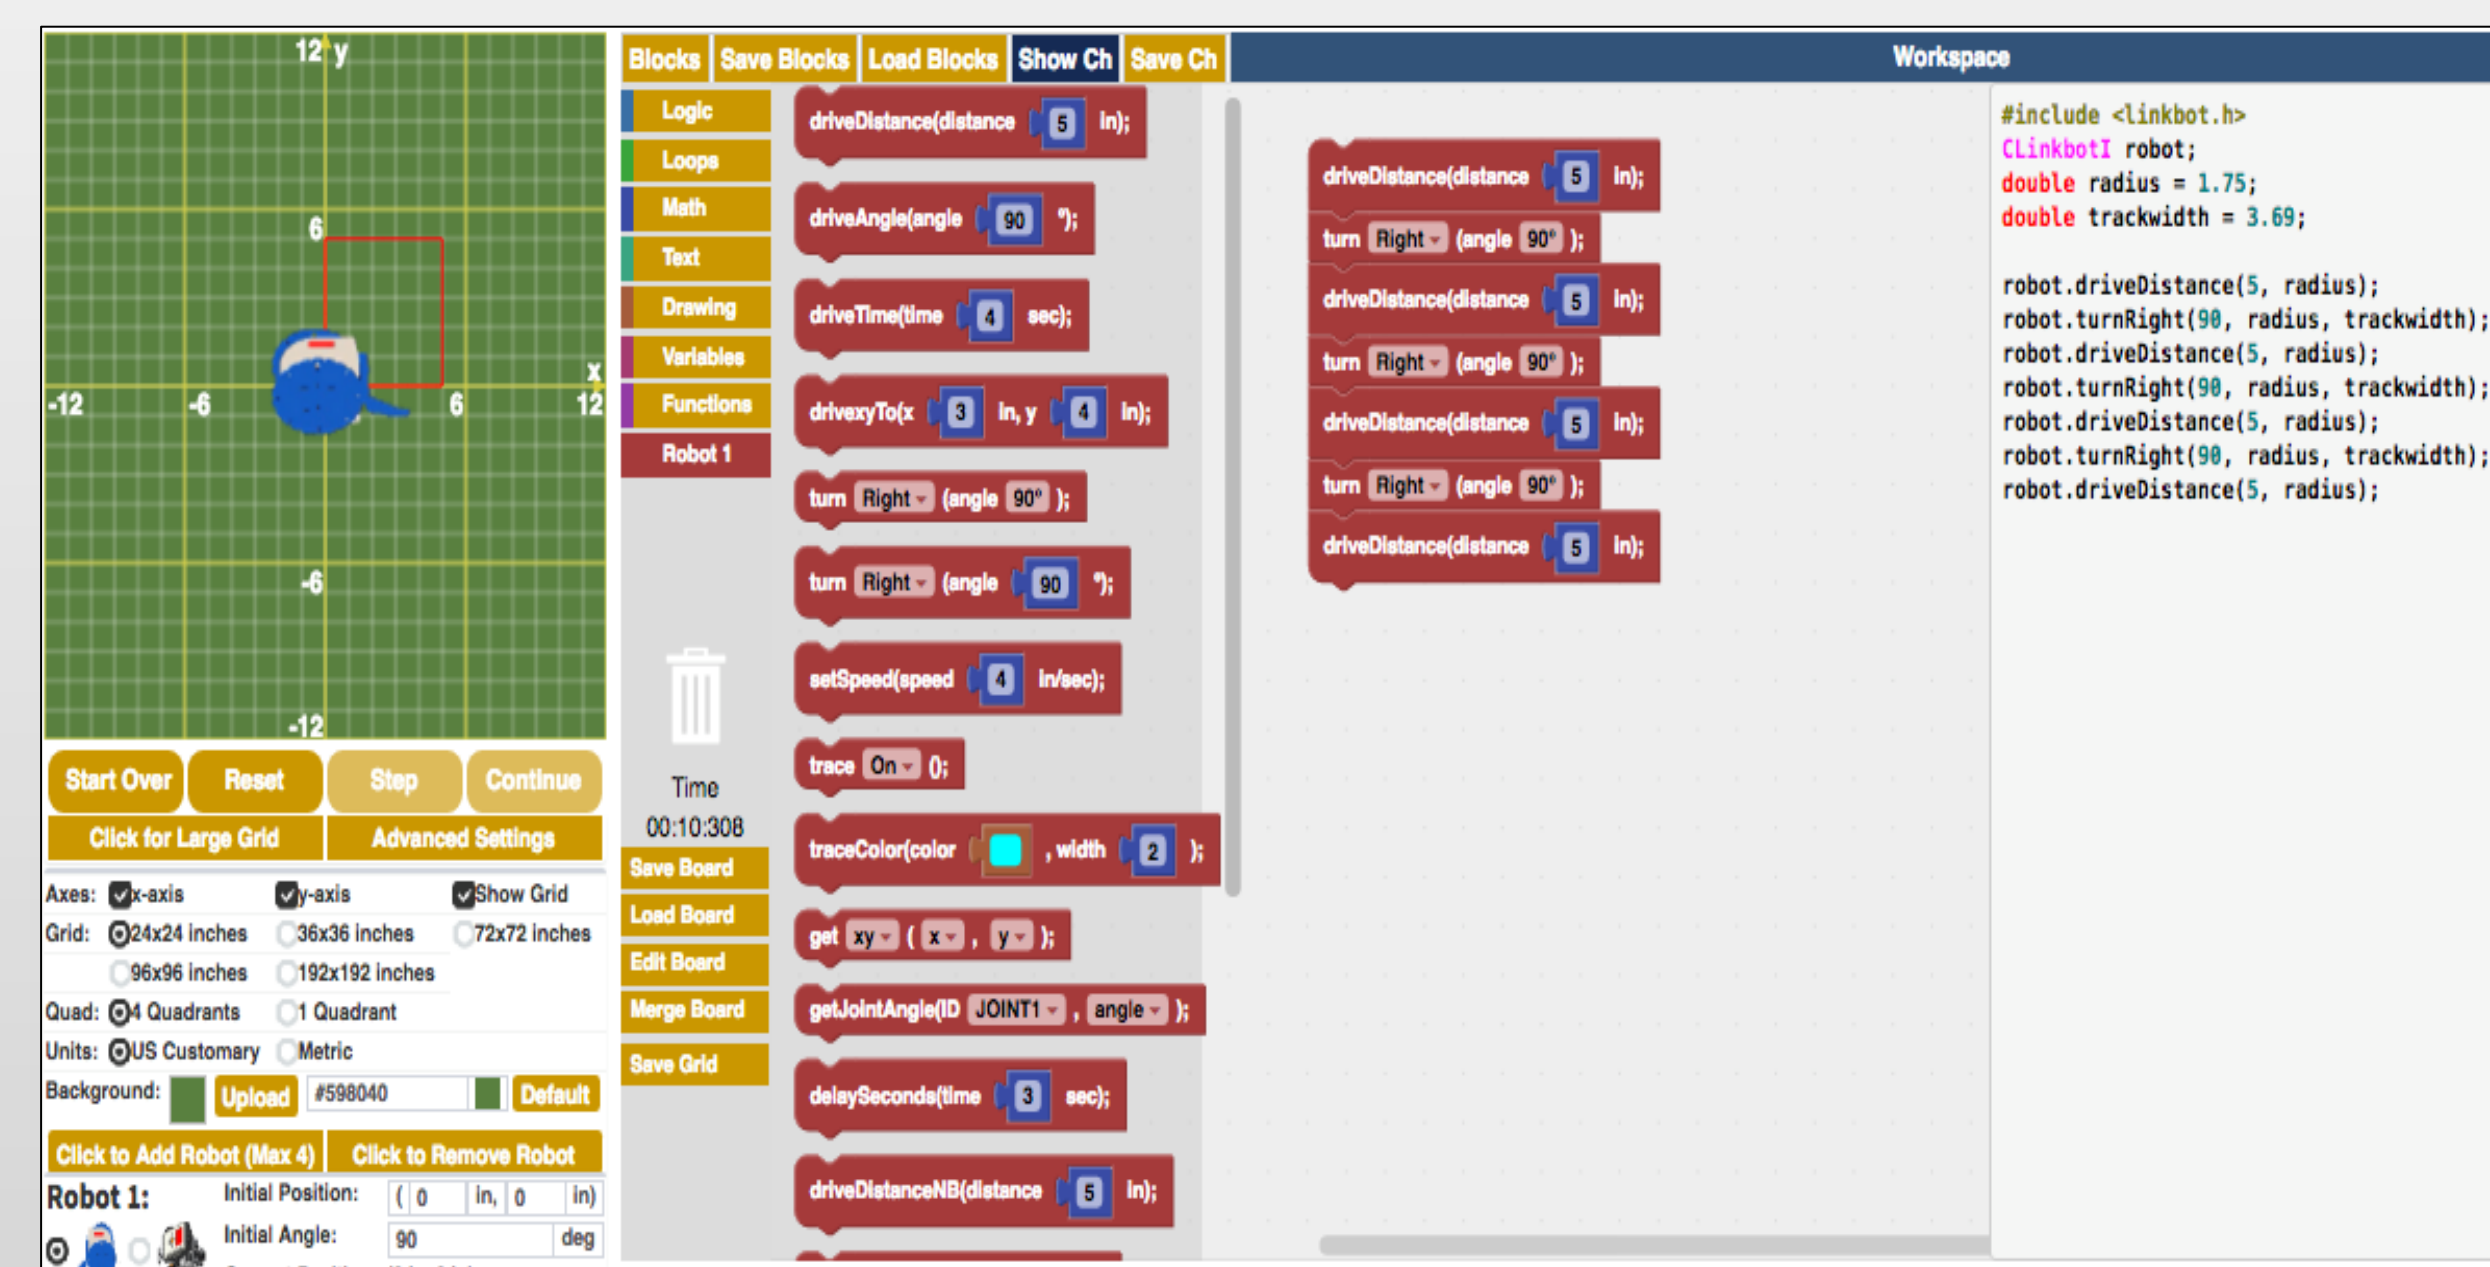 12 y
6
x
-12 -6 6 12
-6
-12
Start Over Reset Step Continue
Click for Large Grid Advanced Settings
Axes: x-axis y-axis Show Grid
Grid: 24x24 inches 36x36 inches 72x72 inches
96x96 inches 192x192 inches
Quad: 4 Quadrants 1 Quadrant
Units: US Customary Metric
Background: Upload #598040 Default
Click to Add Robot (Max 4) Click to Remove Robot
Robot 1: Initial Position: ( 0 in, 0 in)
Initial Angle: 90 deg
Blocks Save Blocks Load Blocks Show Ch Save Ch Workspace
Logic
Loops
Math
Text
Drawing
Variables
Functions
Robot 1
Time
00:10:308
Save Board
Load Board
Edit Board
Merge Board
Save Grid
driveDistance(distance 5 in);
driveAngle(angle 90 °);
driveTime(time 4 sec);
drivexyTo(x 3 in, y 4 in);
turn Right (angle 90° );
turn Right (angle 90 °);
setSpeed(speed 4 in/sec);
trace On ();
traceColor(color , width 2 );
get xy ( x , y );
getJointAngle(ID JOINT1 , angle );
delaySeconds(time 3 sec);
driveDistanceNB(distance 5 in);
driveDistance(distance 5 in);
turn Right (angle 90° );
driveDistance(distance 5 in);
turn Right (angle 90° );
driveDistance(distance 5 in);
turn Right (angle 90° );
driveDistance(distance 5 in);
#include <linkbot.h>
CLinkbotI robot;
double radius = 1.75;
double trackwidth = 3.69;
robot.driveDistance(5, radius);
robot.turnRight(90, radius, trackwidth);
robot.driveDistance(5, radius);
robot.turnRight(90, radius, trackwidth);
robot.driveDistance(5, radius);
robot.turnRight(90, radius, trackwidth);
robot.driveDistance(5, radius);